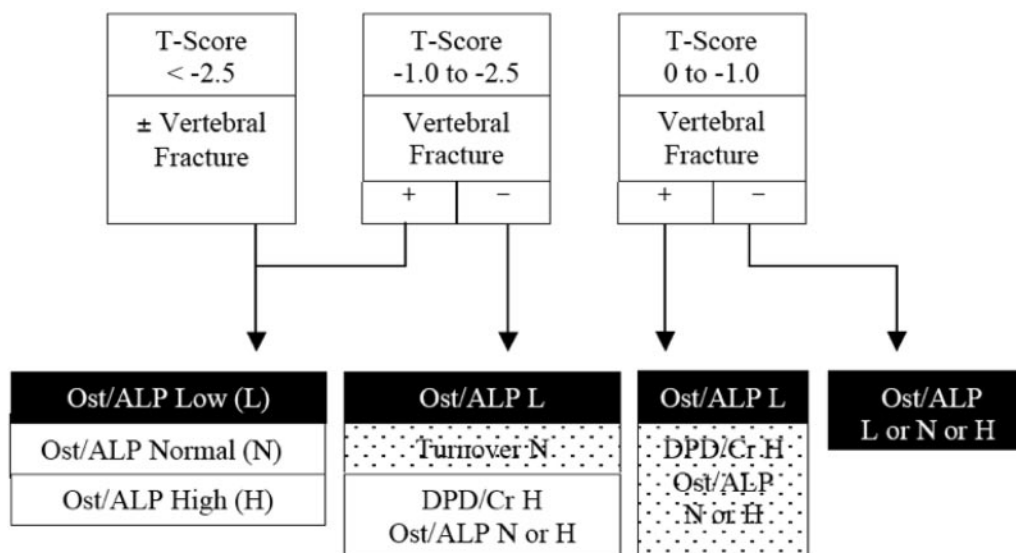 T-Score
< -2.5
± Vertebral
Fracture
T-Score
-1.0 to -2.5
Vertebral
Fracture
+ −
T-Score
0 to -1.0
Vertebral
Fracture
+ −
Ost/ALP Low (L)
Ost/ALP Normal (N)
Ost/ALP High (H)
Ost/ALP L
Turnover N
DPD/Cr H
Ost/ALP N or H
Ost/ALP L
DPD/Cr H
Ost/ALP
N or H
Ost/ALP
L or N or H